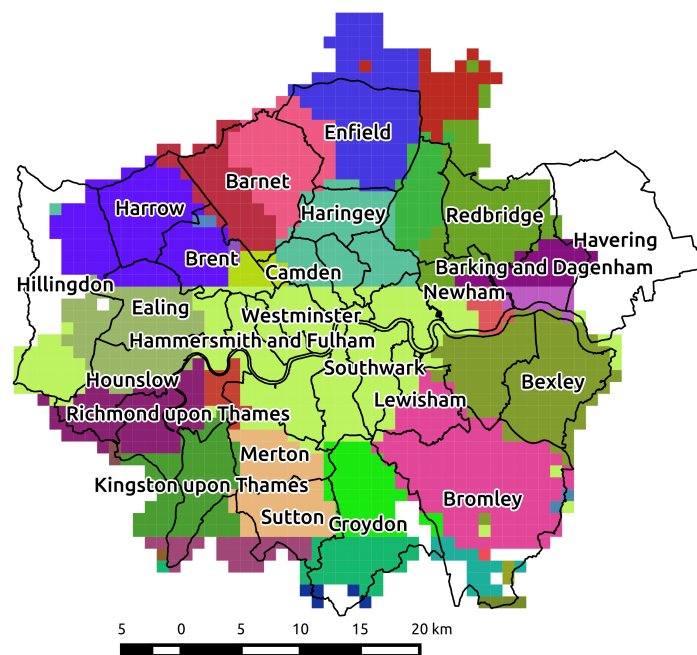 Enfield
Barnet
Harrow
Haringey
Redbridge
Havering
Brent
Camden
Barking and Dagenham
Hillingdon
Newham
Ealing
Westminster
Hammersmith and Fulham
Southwark
Hounslow
Bexley
Lewisham
Richmond upon Thames
Merton
Kingston upon Thames
Bromley
Sutton
Croydon
5 0 5 10 15 20 km